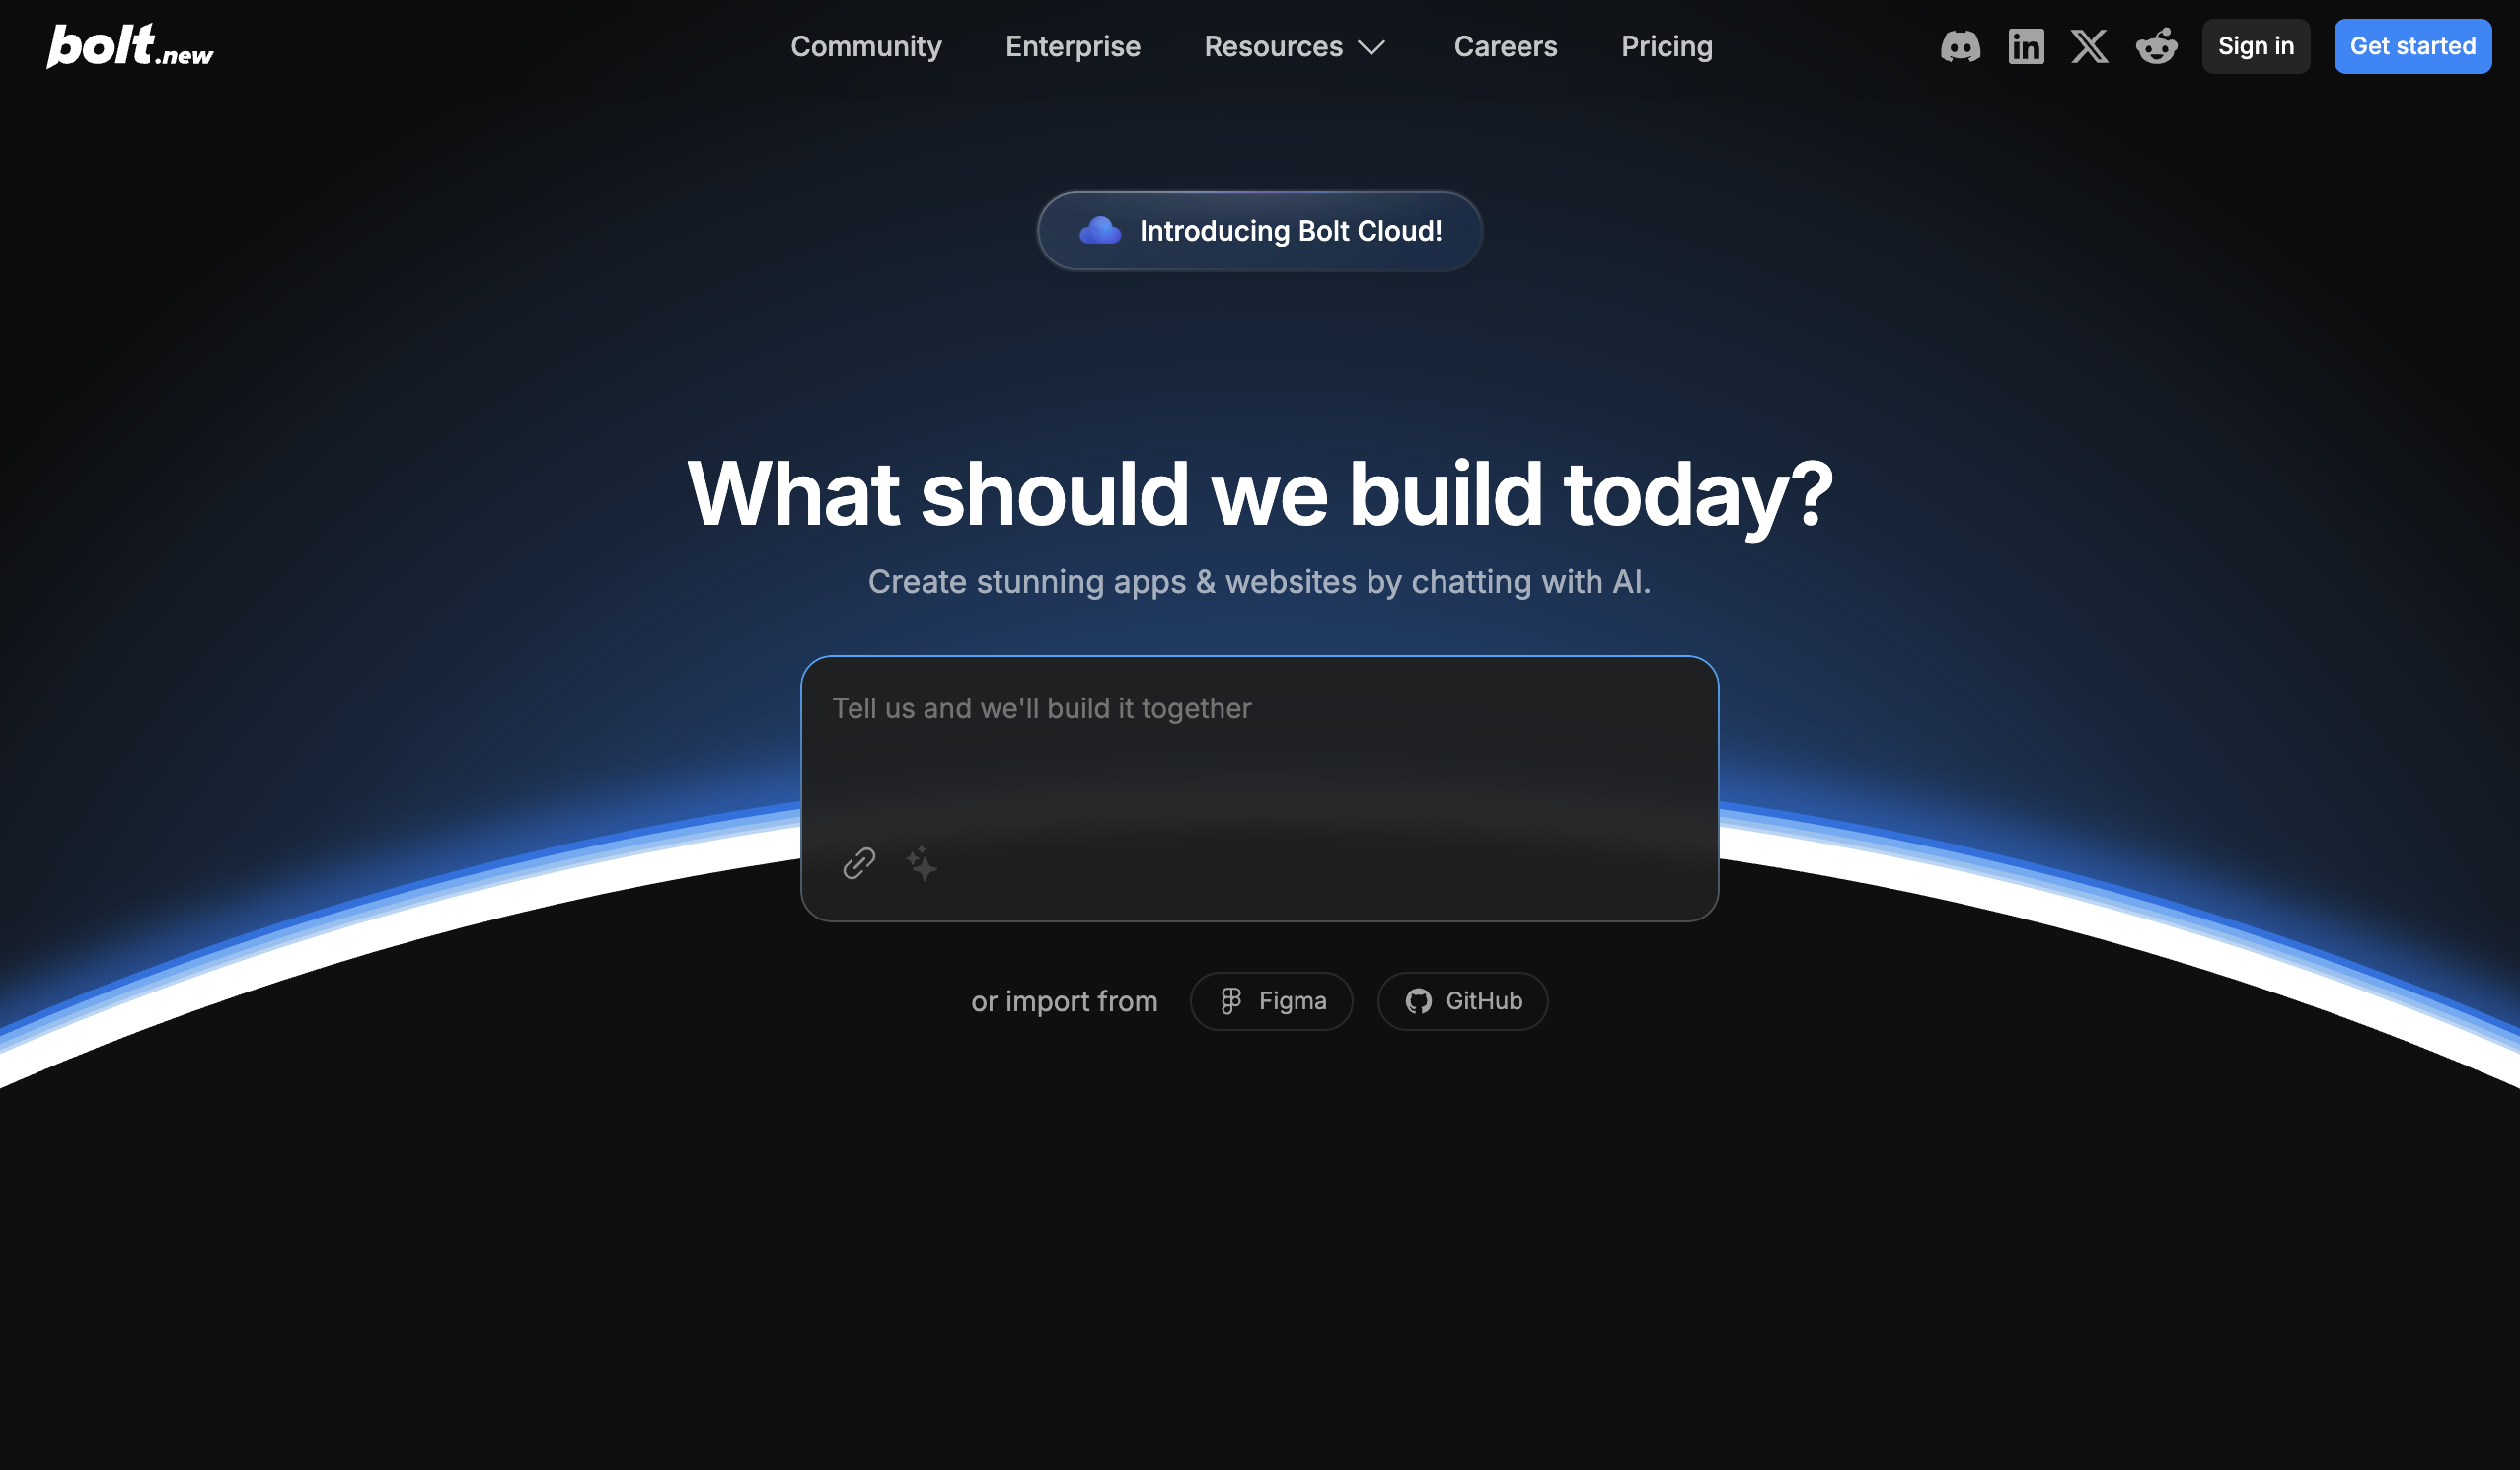 bolt.new
Community Enterprise Resources Careers Pricing
Sign in Get started
Introducing Bolt Cloud!
What should we build today?
Create stunning apps & websites by chatting with AI.
Tell us and we'll build it together
or import from Figma GitHub